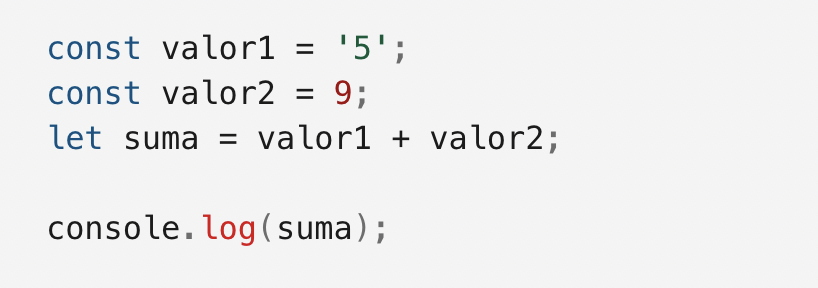 const valor1 = '5';
const valor2 = 9;
let suma = valor1 + valor2;
console.log(suma);